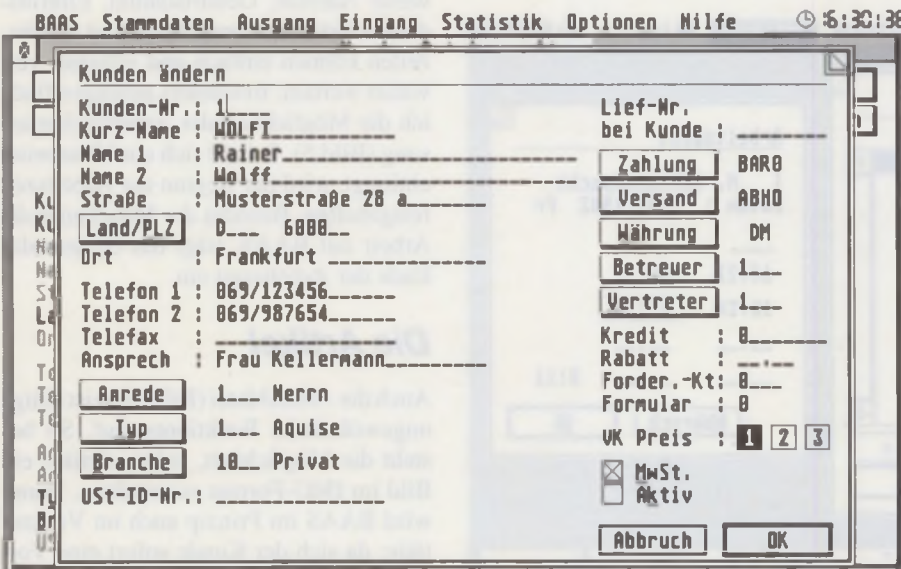 BAAS Stammdaten Ausgang Eingang Statistik Optionen Hilfe 6:30:38
Kunden ändern
Kunden-Nr : 1
Kurz-Name : WOLFI
Name 1 : Rainer
Name 2 : Wolff
Straße : Musterstraße 28 a
Land/PLZ D 6000
Ort : Frankfurt
Telefon 1 : 069/123456
Telefon 2 : 069/987654
Telefax :
Ansprech : Frau Kellermann
Anrede 1 Herrn
Typ 1 Aquise
Branche 10 Privat
USt-ID-Nr.:
Lief-Nr.
bei Kunde :
Zahlung BAR0
Versand ABHO
Währung DM
Betreuer 1
Vertreter
Kredit : 0
Rabatt :
Forder.-Kt: 0
Formular : 0
VK Preis : 1 2 3
MwSt.
Aktiv
Abbruch OK